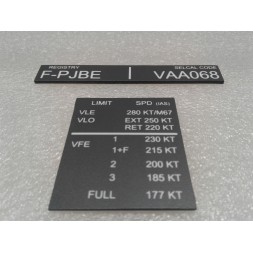 REGISTRY SELCAL CODE
F-PJBE | VAA068
LIMIT SPD (IAS)
VLE 280 KT/M67
VLO EXT 250 KT
RET 220 KT
VFE 1 230 KT
1+F 215 KT
2 200 KT
3 185 KT
FULL 177 KT